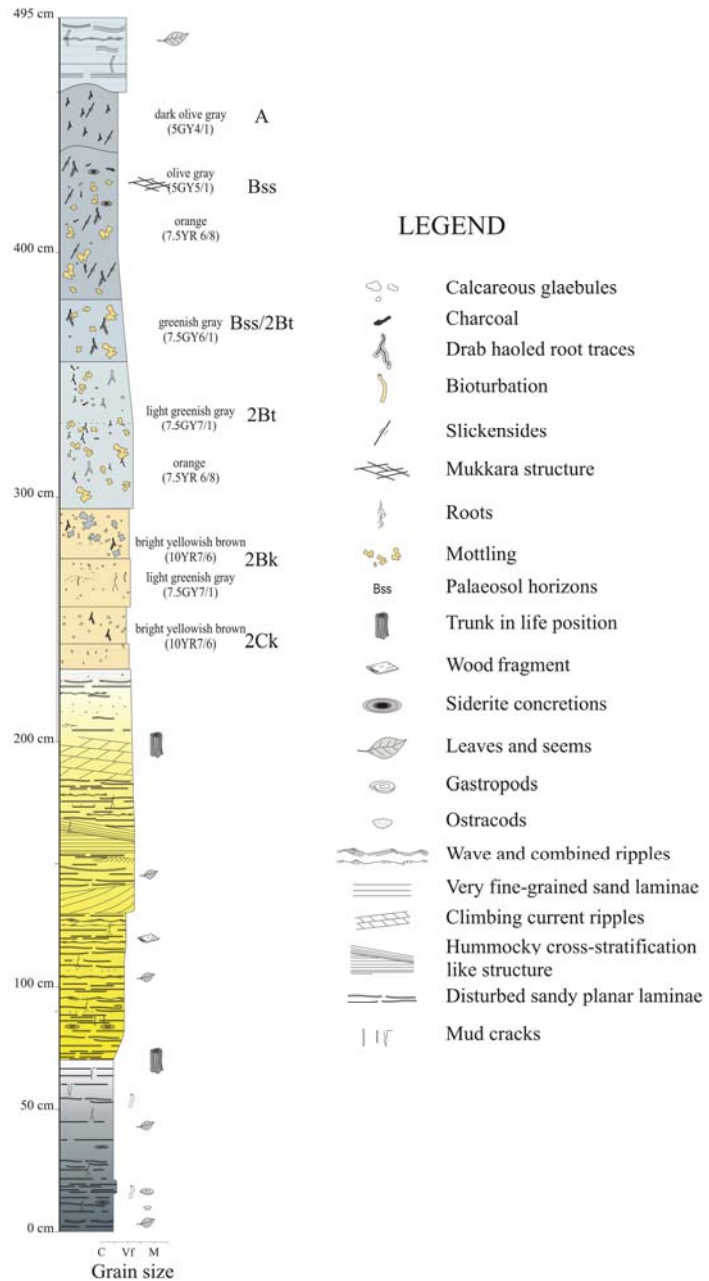 495 cm
dark olive gray
(5GY4/1)
A
olive gray
(5GY5/1)
Bss
orange
(7.5YR 6/8)
400 cm
greenish gray
(7.5GY6/1)
Bss/2Bt
light greenish gray
(7.5GY7/1)
2Bt
orange
(7.5YR 6/8)
300 cm
bright yellowish brown
(10YR7/6)
2Bk
light greenish gray
(7.5GY7/1)
bright yellowish brown
(10YR7/6)
2Ck
200 cm
100 cm
50 cm
0 cm
C Vf M
Grain size
LEGEND
Calcareous glaebules
Charcoal
Drab haoled root traces
Bioturbation
Slickensides
Mukkara structure
Roots
Mottling
Bss Palaeosol horizons
Trunk in life position
Wood fragment
Siderite concretions
Leaves and seems
Gastropods
Ostracods
Wave and combined ripples
Very fine-grained sand laminae
Climbing current ripples
Hummocky cross-stratification
like structure
Disturbed sandy planar laminae
Mud cracks